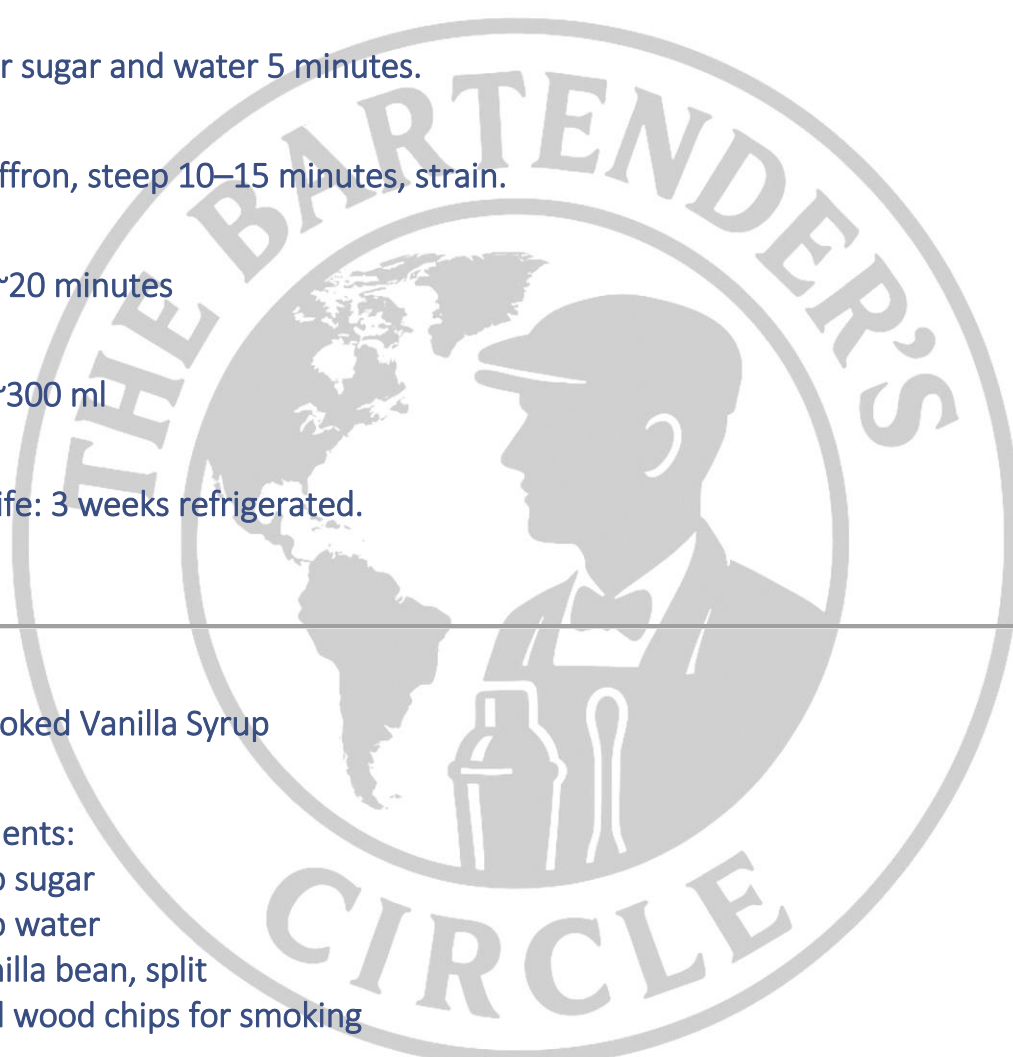 r sugar and water 5 minutes.
ffron, steep 10–15 minutes, strain.
~20 minutes
~300 ml
ife: 3 weeks refrigerated.
oked Vanilla Syrup
ents:
sugar
water
nilla bean, split
wood chips for smoking
THE BARTENDER'S
CIRCLE